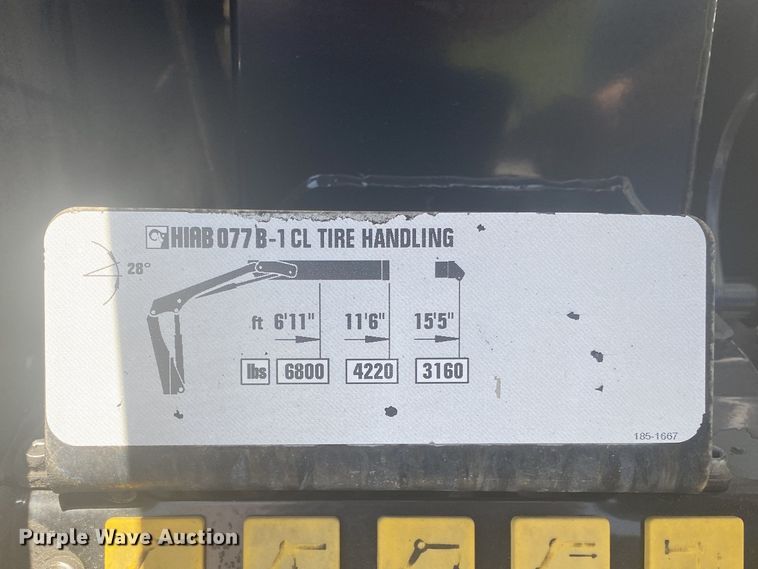 HIAB 077 B-1 CL TIRE HANDLING
28°
ft 6'11" 11'6" 15'5"
lbs 6800 4220 3160
185-1667
Purple Wave Auction